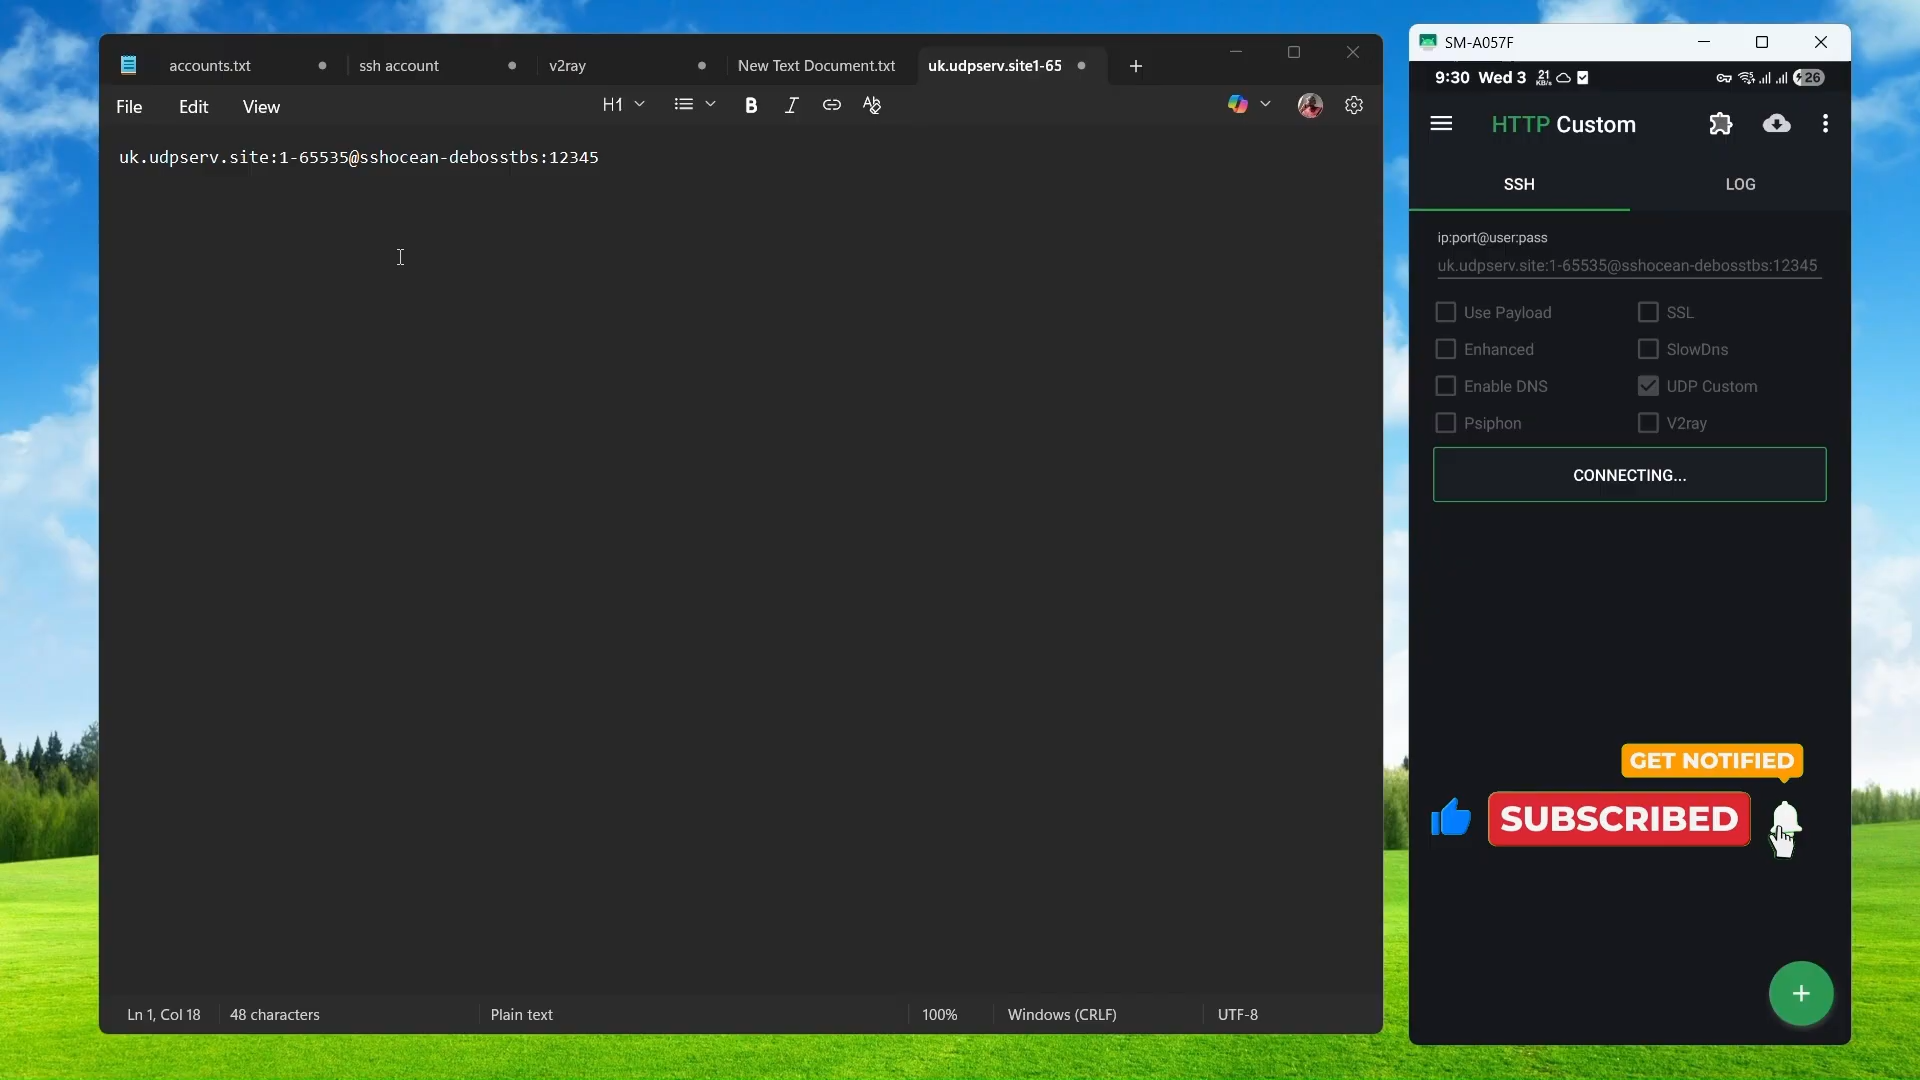 accounts.txt
ssh account
v2ray
New Text Document.txt
uk.udpserv.site1-65
File
Edit
View
H1
uk.udpserv.site:1-65535@sshocean-debosstbs:12345
Ln 1, Col 18
48 characters
Plain text
100%
Windows (CRLF)
UTF-8
SM-A057F
9:30 Wed 3
21
KB/s
26
HTTP Custom
SSH
LOG
ip:port@user:pass
uk.udpserv.site:1-65535@sshocean-debosstbs:12345
Use Payload
SSL
Enhanced
SlowDns
Enable DNS
UDP Custom
Psiphon
V2ray
CONNECTING...
GET NOTIFIED
SUBSCRIBED